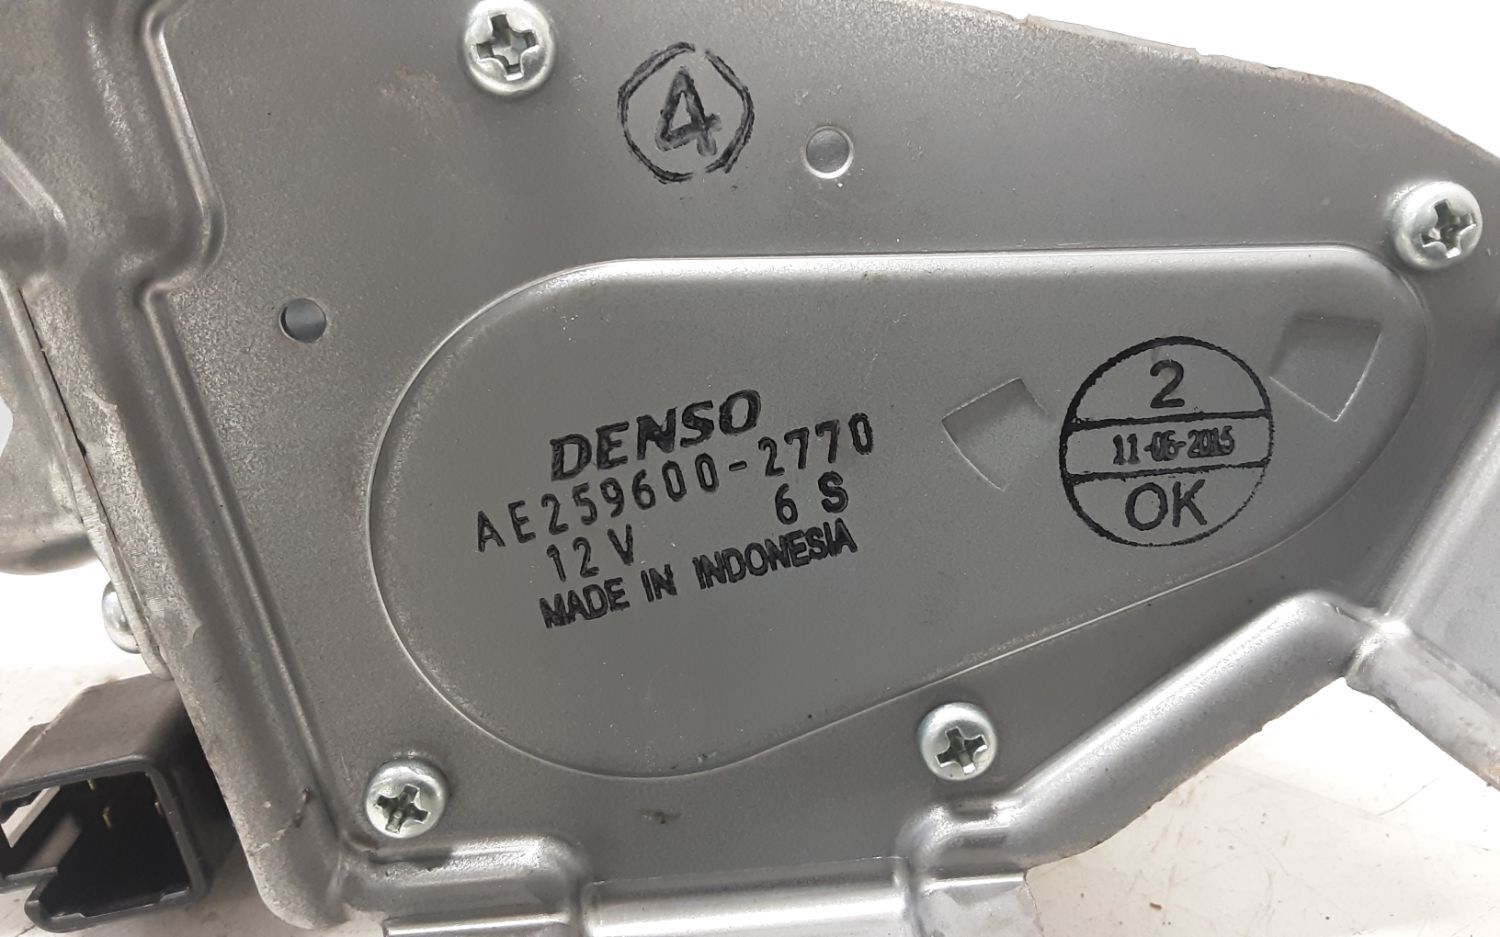 4
DENSO
AE259600-2770
12V 6S
MADE IN INDONESIA
2
11-06-2015
OK